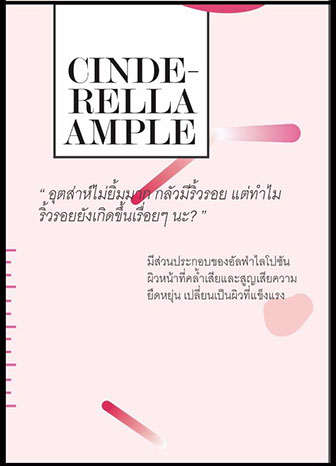 CINDE-
RELLA
AMPLE
“ อุตส่าห์ไม่ยิ้มมาก กลัวมีริ้วรอย แต่ทำไม
ริ้วรอยยังเกิดขึ้นเรื่อยๆ นะ? ”
มีส่วนประกอบของอัลฟาไลโปซัน
ผิวหน้าที่คล้ำเสียและสูญเสียความ
ยืดหยุ่น เปลี่ยนเป็นผิวที่แข็งแรง